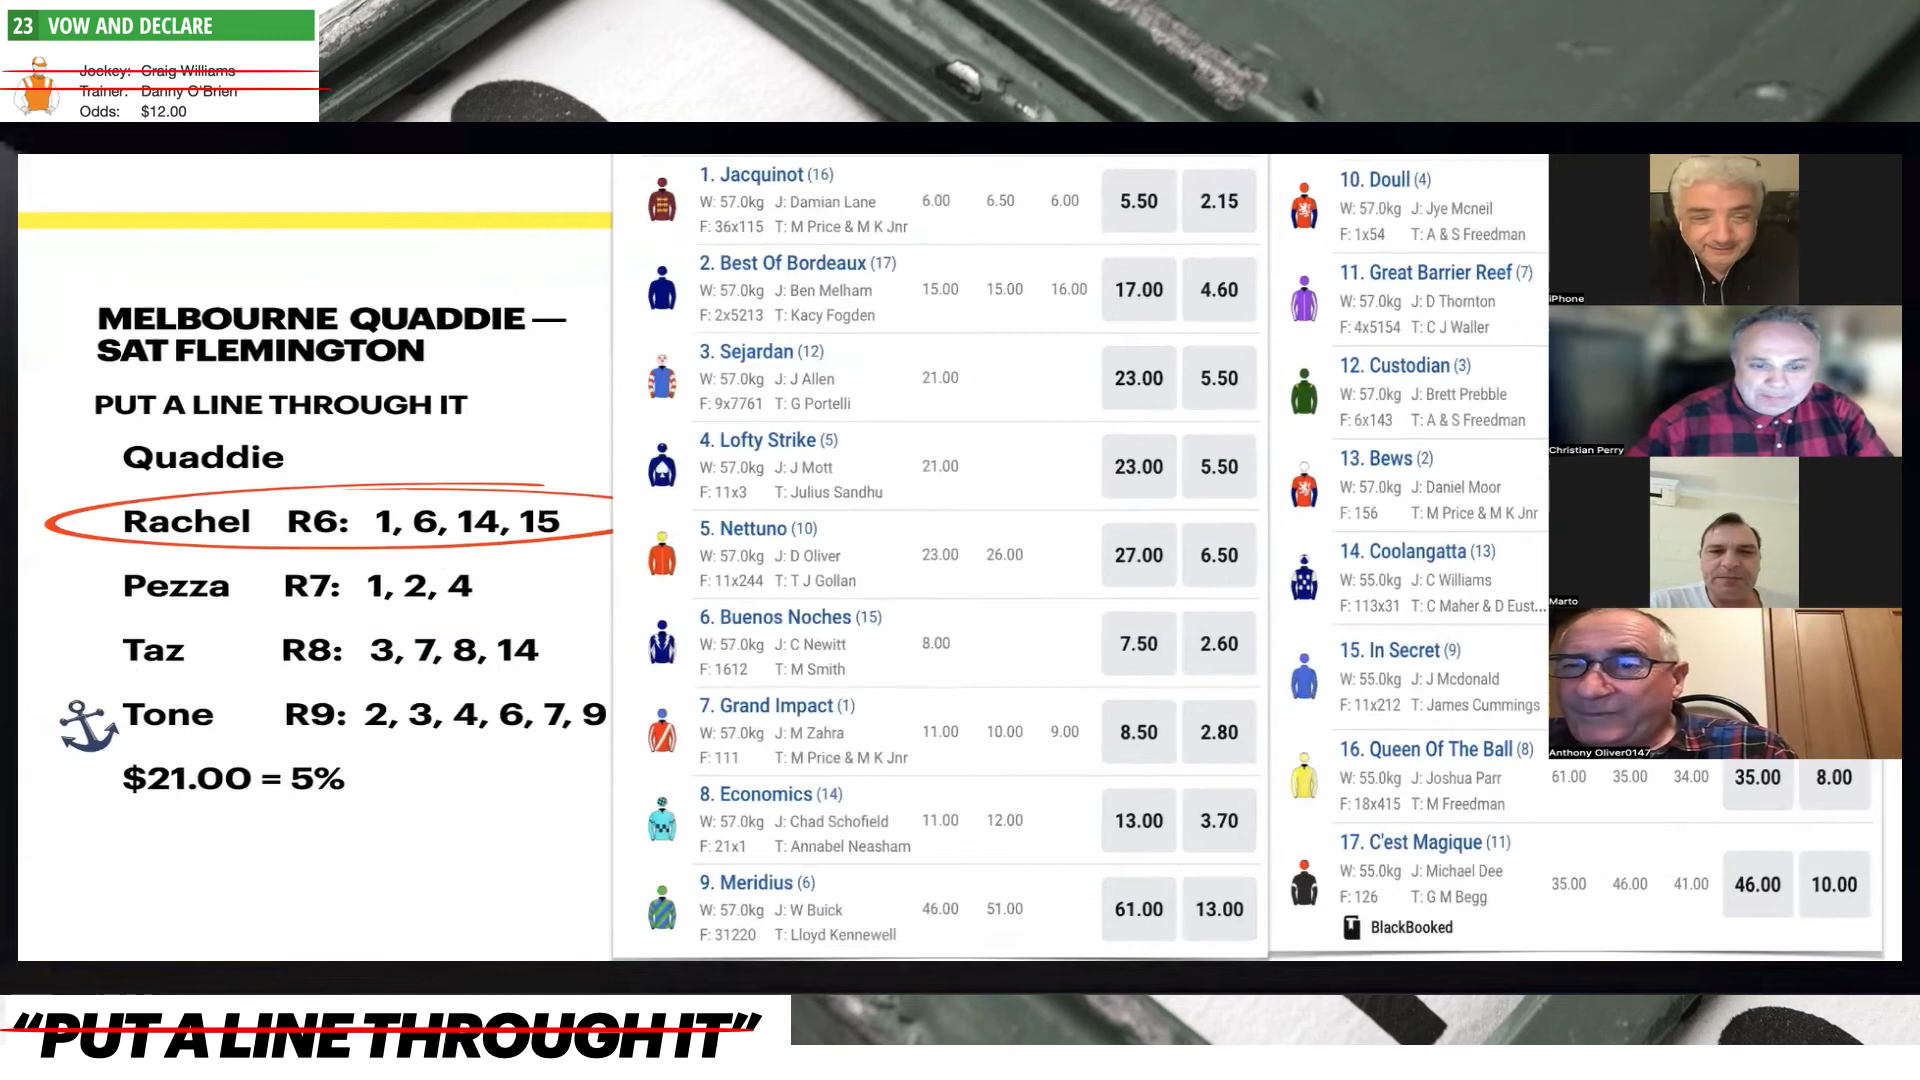 23 VOW AND DECLARE
Jockey: Craig Williams
Trainer: Danny O'Brien
Odds: $12.00
MELBOURNE QUADDIE —
SAT FLEMINGTON
PUT A LINE THROUGH IT
Quaddie
Rachel R6: 1, 6, 14, 15
Pezza R7: 1, 2, 4
Taz R8: 3, 7, 8, 14
Tone R9: 2, 3, 4, 6, 7, 9
$21.00 = 5%
1. Jacquinot (16)
W: 57.0kg J: Damian Lane 6.00 6.50 6.00 5.50 2.15
F: 36x115 T: M Price & M K Jnr
2. Best Of Bordeaux (17)
W: 57.0kg J: Ben Melham 15.00 15.00 16.00 17.00 4.60
F: 2x5213 T: Kacy Fogden
3. Sejardan (12)
W: 57.0kg J: J Allen 21.00 23.00 5.50
F: 9x7761 T: G Portelli
4. Lofty Strike (5)
W: 57.0kg J: J Mott 21.00 23.00 5.50
F: 11x3 T: Julius Sandhu
5. Nettuno (10)
W: 57.0kg J: D Oliver 23.00 26.00 27.00 6.50
F: 11x244 T: T J Gollan
6. Buenos Noches (15)
W: 57.0kg J: C Newitt 8.00 7.50 2.60
F: 1612 T: M Smith
7. Grand Impact (1)
W: 57.0kg J: M Zahra 11.00 10.00 9.00 8.50 2.80
F: 111 T: M Price & M K Jnr
8. Economics (14)
W: 57.0kg J: Chad Schofield 11.00 12.00 13.00 3.70
F: 21x1 T: Annabel Neasham
9. Meridius (6)
W: 57.0kg J: W Buick 46.00 51.00 61.00 13.00
F: 31220 T: Lloyd Kennewell
10. Doull (4)
W: 57.0kg J: Jye Mcneil
F: 1x54 T: A & S Freedman
11. Great Barrier Reef (7)
W: 57.0kg J: D Thornton
F: 4x5154 T: C J Waller
12. Custodian (3)
W: 57.0kg J: Brett Prebble
F: 6x143 T: A & S Freedman
13. Bews (2)
W: 57.0kg J: Daniel Moor
F: 156 T: M Price & M K Jnr
14. Coolangatta (13)
W: 55.0kg J: C Williams
F: 113x31 T: C Maher & D Eust...
15. In Secret (9)
W: 55.0kg J: J Mcdonald
F: 11x212 T: James Cummings
16. Queen Of The Ball (8)
W: 55.0kg J: Joshua Parr 61.00 35.00 34.00 35.00 8.00
F: 18x415 T: M Freedman
17. C'est Magique (11)
W: 55.0kg J: Michael Dee 35.00 46.00 41.00 46.00 10.00
F: 126 T: G M Begg
BlackBooked
iPhone
Christian Perry
Marto
Anthony Oliver0147
"PUT A LINE THROUGH IT"